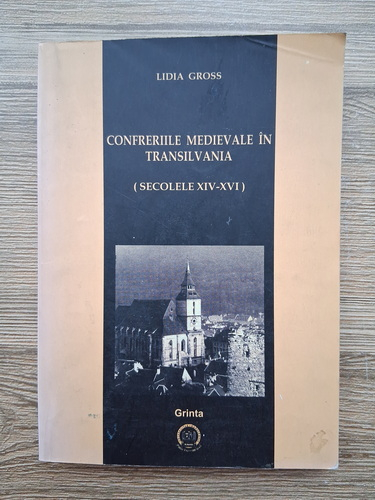 LIDIA GROSS
CONFRERIILE MEDIEVALE ÎN
TRANSILVANIA
( SECOLELE XIV-XVI )
Grinta